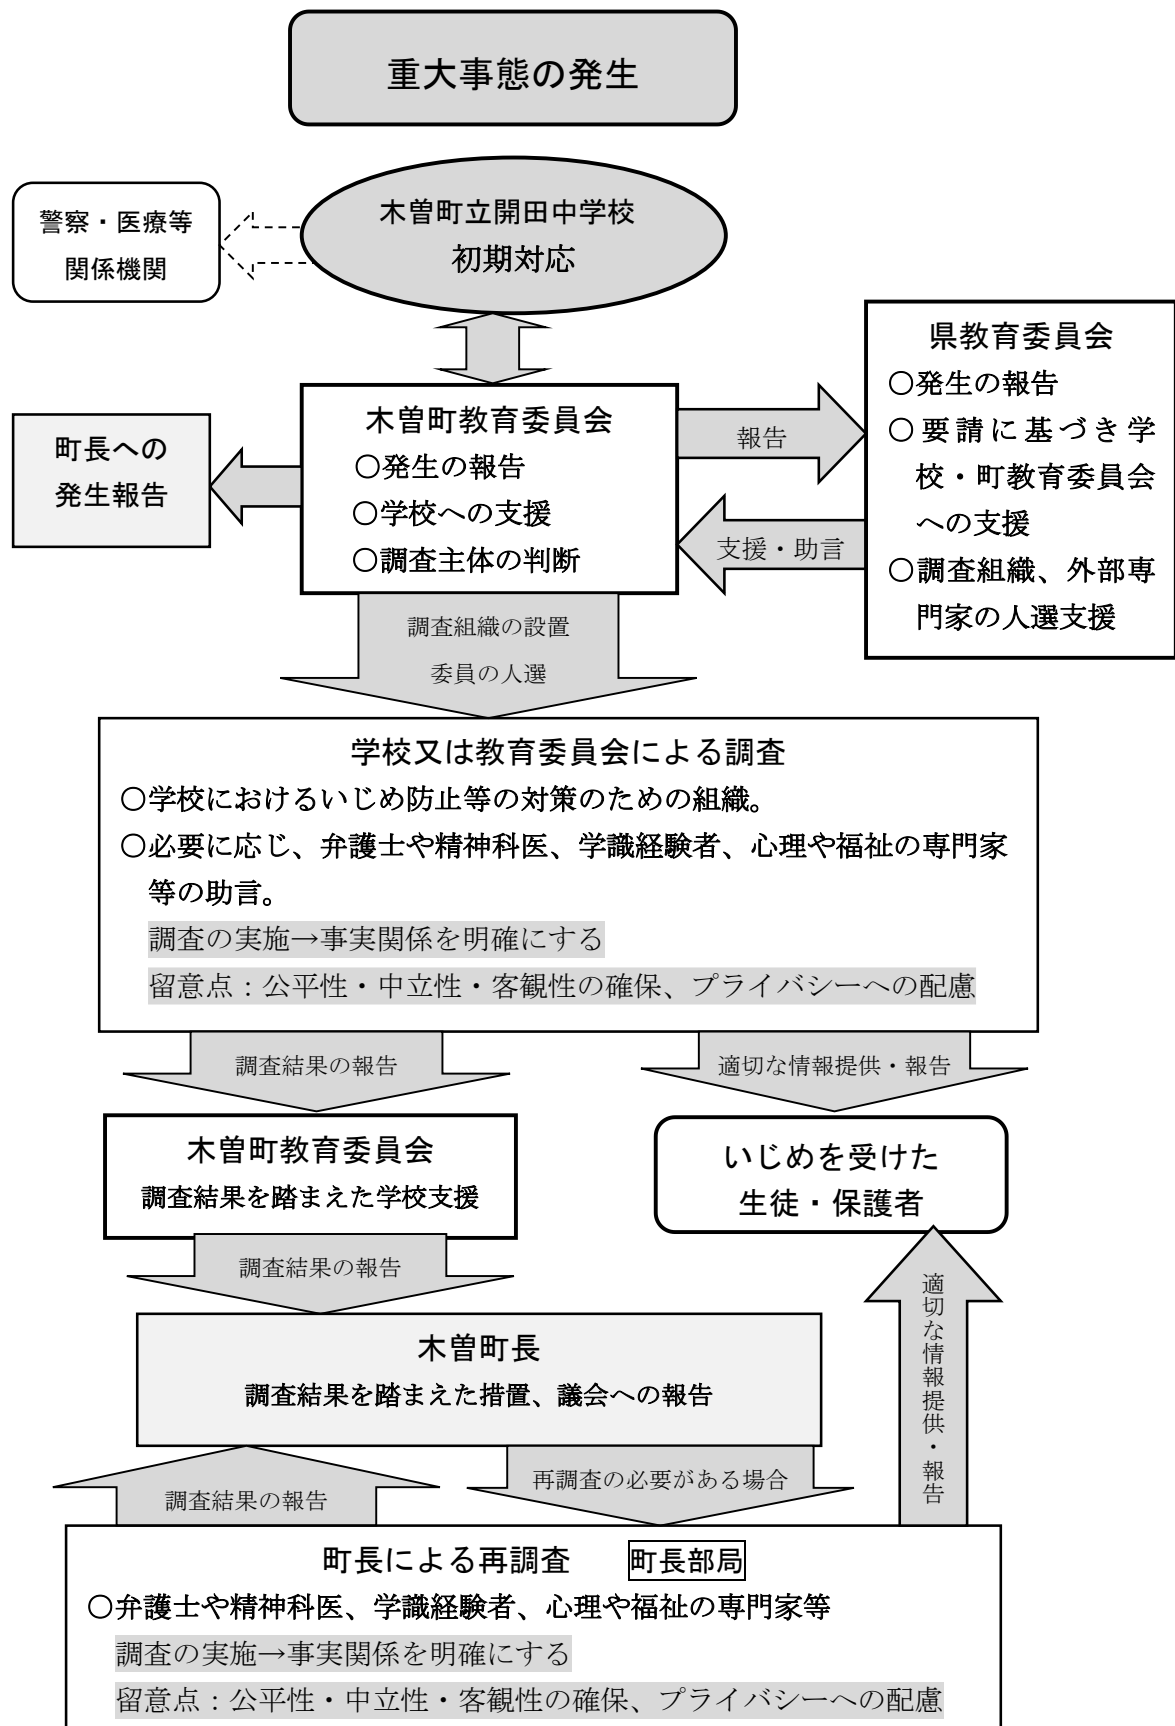 重大事態の発生
木曽町立開田中学校
初期対応
警察・医療等
関係機関
県教育委員会
○発生の報告
○要請に基づき学
校・町教育委員会
への支援
○調査組織、外部専
門家の人選支援
木曽町教育委員会
○発生の報告
○学校への支援
○調査主体の判断
報告
支援・助言
町長への
発生報告
調査組織の設置
委員の人選
学校又は教育委員会による調査
○学校におけるいじめ防止等の対策のための組織。
○必要に応じ、弁護士や精神科医、学識経験者、心理や福祉の専門家
等の助言。
調査の実施→事実関係を明確にする
留意点：公平性・中立性・客観性の確保、プライバシーへの配慮
調査結果の報告
適切な情報提供・報告
木曽町教育委員会
調査結果を踏まえた学校支援
いじめを受けた
生徒・保護者
調査結果の報告
適切な情報提供・報告
木曽町長
調査結果を踏まえた措置、議会への報告
調査結果の報告
再調査の必要がある場合
町長による再調査 町長部局
○弁護士や精神科医、学識経験者、心理や福祉の専門家等
調査の実施→事実関係を明確にする
留意点：公平性・中立性・客観性の確保、プライバシーへの配慮